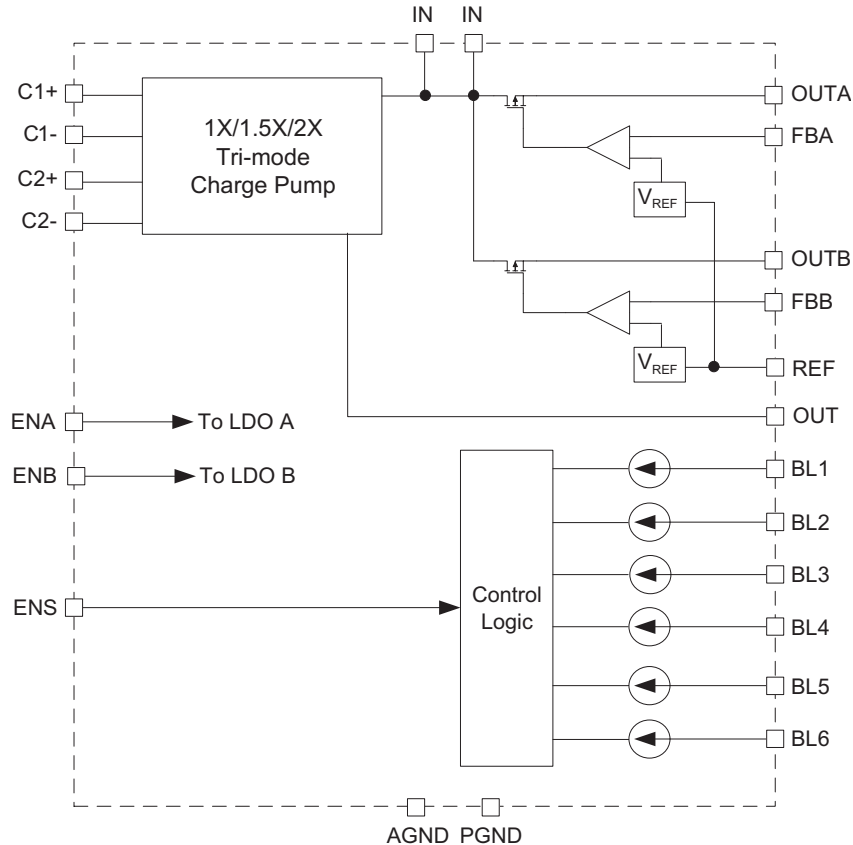 IN IN
C1+
C1-
C2+
C2-
1X/1.5X/2X
Tri-mode
Charge Pump
OUTA
FBA
VREF
OUTB
FBB
VREF
REF
OUT
ENA
To LDO A
ENB
To LDO B
ENS
Control
Logic
BL1
BL2
BL3
BL4
BL5
BL6
AGND PGND